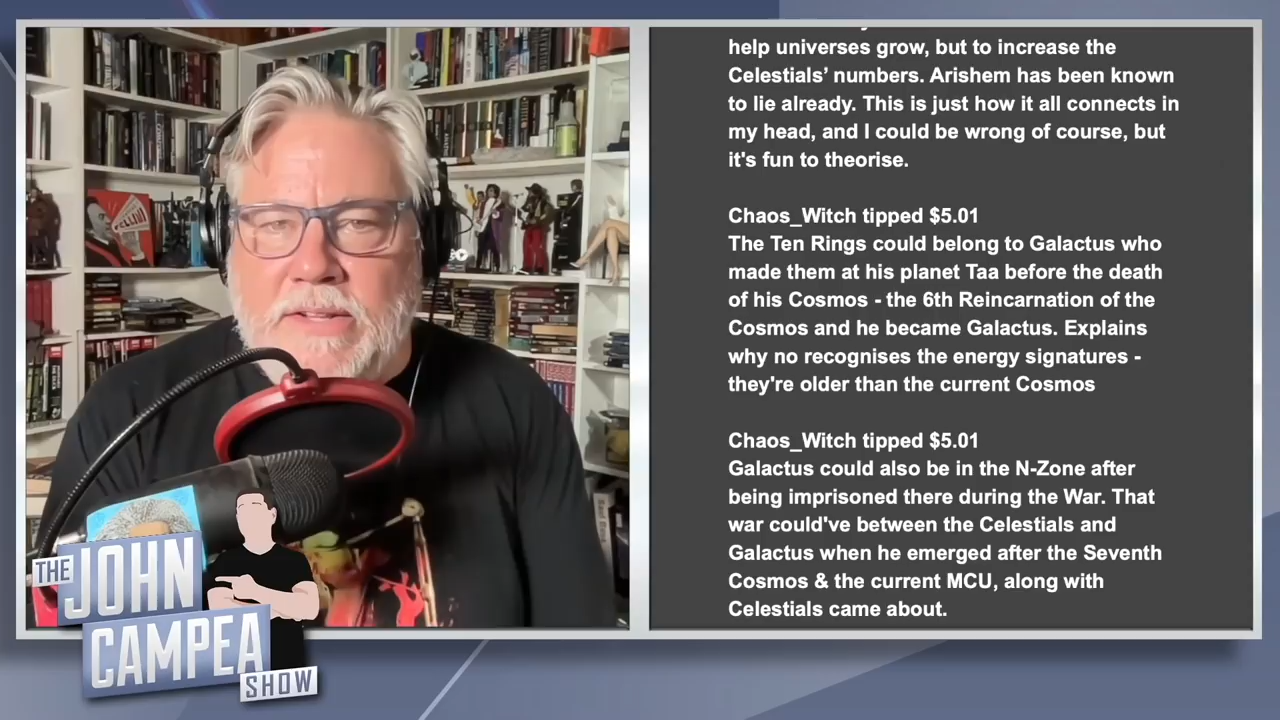 help universes grow, but to increase the
Celestials' numbers. Arishem has been known
to lie already. This is just how it all connects in
my head, and I could be wrong of course, but
it's fun to theorise.
Chaos_Witch tipped $5.01
The Ten Rings could belong to Galactus who
made them at his planet Taa before the death
of his Cosmos - the 6th Reincarnation of the
Cosmos and he became Galactus. Explains
why no recognises the energy signatures -
they're older than the current Cosmos
Chaos_Witch tipped $5.01
Galactus could also be in the N-Zone after
being imprisoned there during the War. That
war could've between the Celestials and
Galactus when he emerged after the Seventh
Cosmos & the current MCU, along with
Celestials came about.
FELLINI
THE JOHN
CAMPEA
SHOW